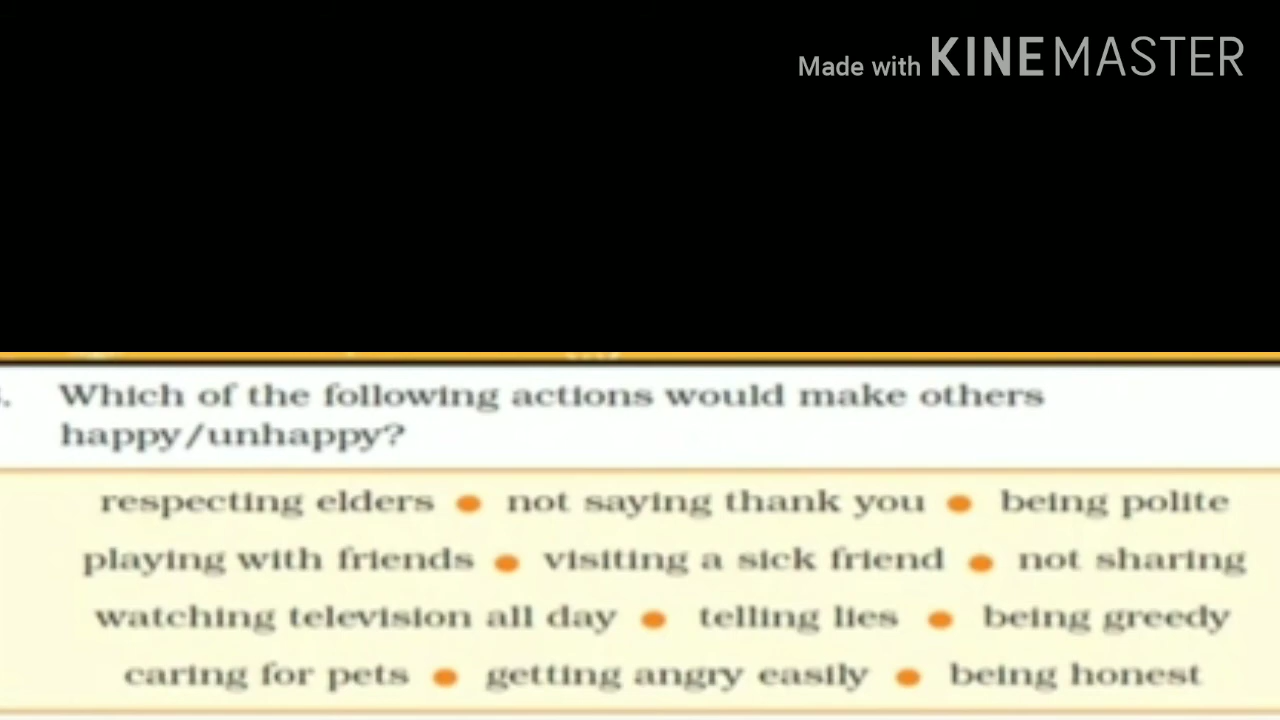 Made with KINEMASTER
Which of the following actions would make others
happy/unhappy?
respecting elders ● not saying thank you ● being polite
playing with friends ● visiting a sick friend ● not sharing
watching television all day ● telling lies ● being greedy
caring for pets ● getting angry easily ● being honest